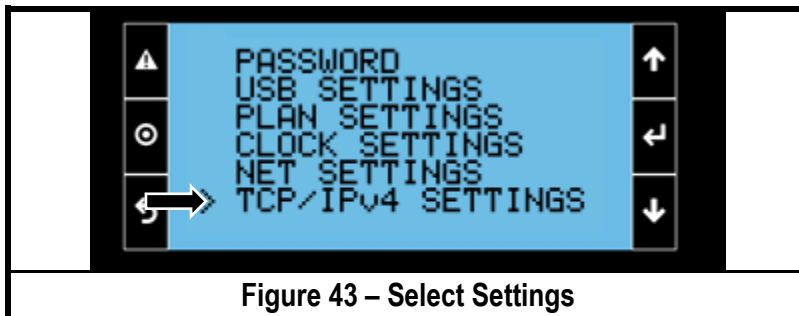 PASSWORD
USB SETTINGS
PLAN SETTINGS
CLOCK SETTINGS
NET SETTINGS
» TCP/IPv4 SETTINGS
Figure 43 – Select Settings